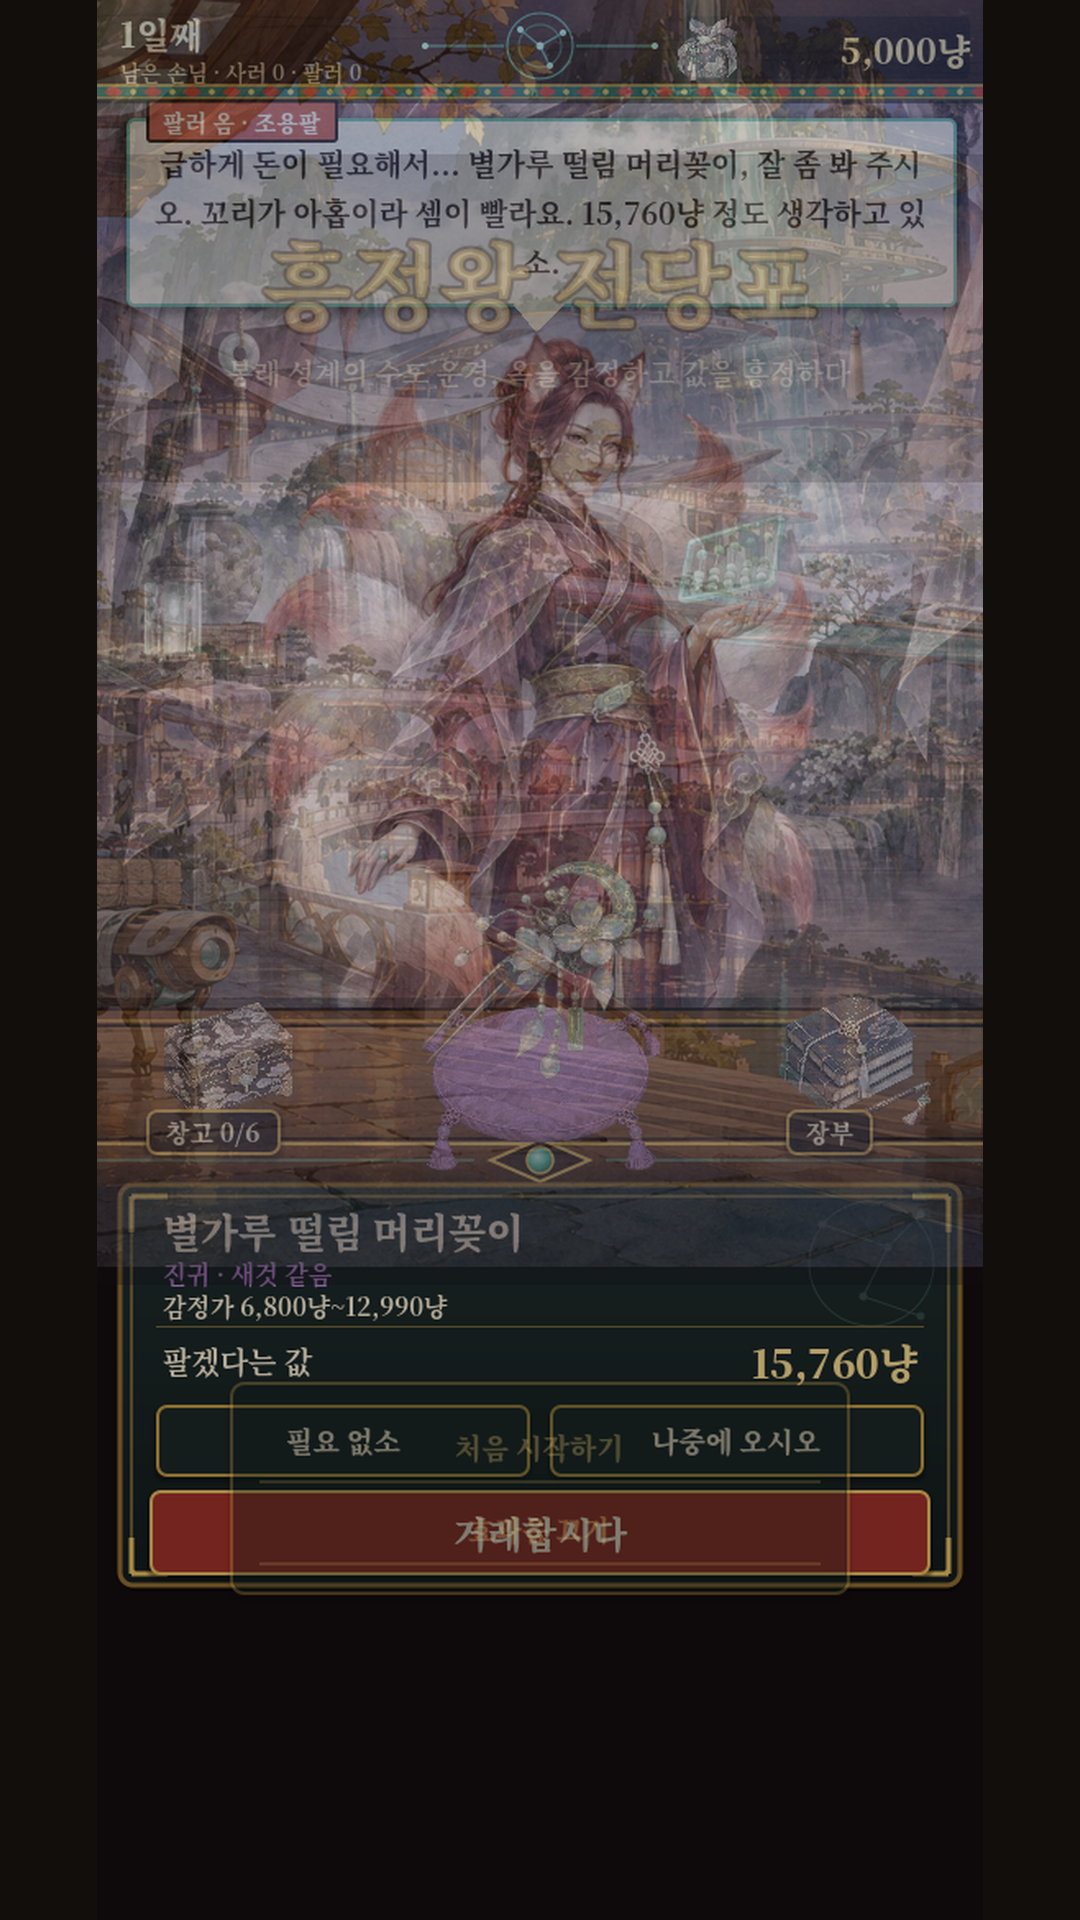 1일째
남은 손님 · 사러 0 · 팔러 0
5,000냥
팔러 옴 · 조용팔
급하게 돈이 필요해서... 별가루 떨림 머리꽂이, 잘 좀 봐 주시
오. 꼬리가 아홉이라 셈이 빨라요. 15,760냥 정도 생각하고 있
소.
흥정왕 전당포
봉래 성계의 수도 운경, 옥을 감정하고 값을 흥정하다
창고 0/6
장부
별가루 떨림 머리꽂이
진귀 · 새것 같음
감정가 6,800냥~12,990냥
팔겠다는 값
15,760냥
필요 없소
처음 시작하기
나중에 오시오
거래합시다